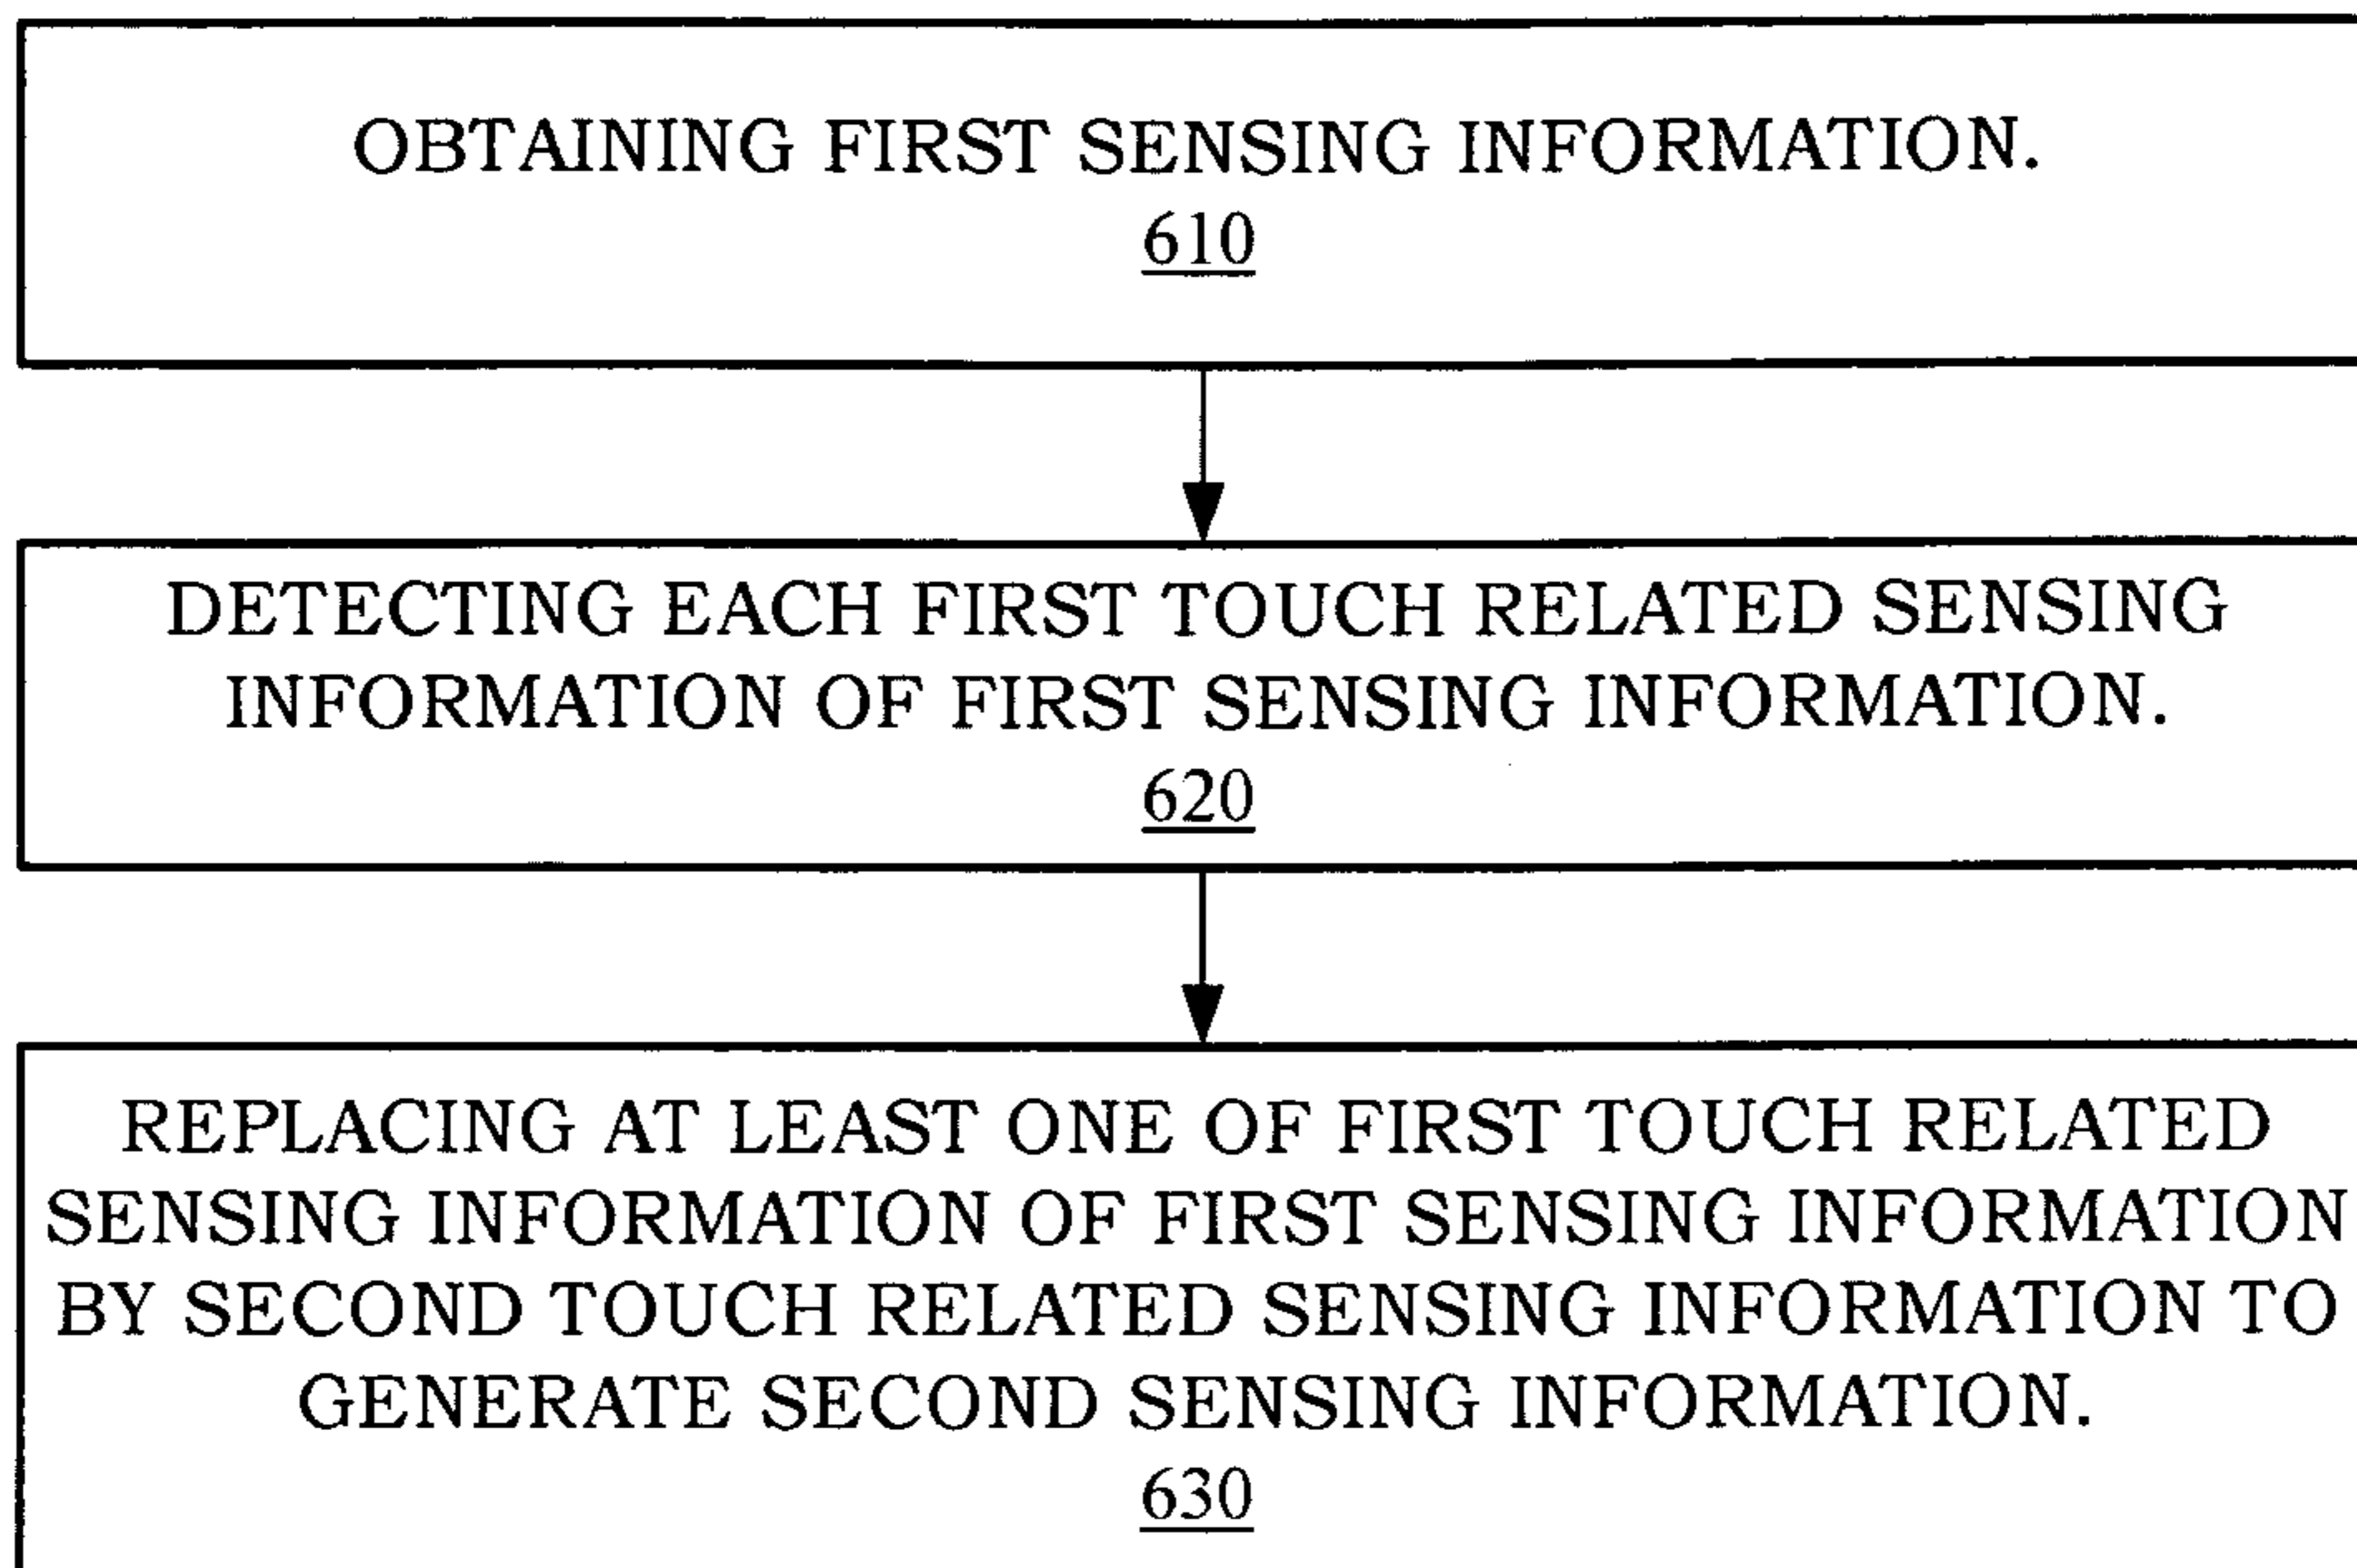 OBTAINING FIRST SENSING INFORMATION.
610
DETECTING EACH FIRST TOUCH RELATED SENSING
INFORMATION OF FIRST SENSING INFORMATION.
620
REPLACING AT LEAST ONE OF FIRST TOUCH RELATED
SENSING INFORMATION OF FIRST SENSING INFORMATION
BY SECOND TOUCH RELATED SENSING INFORMATION TO
GENERATE SECOND SENSING INFORMATION.
630